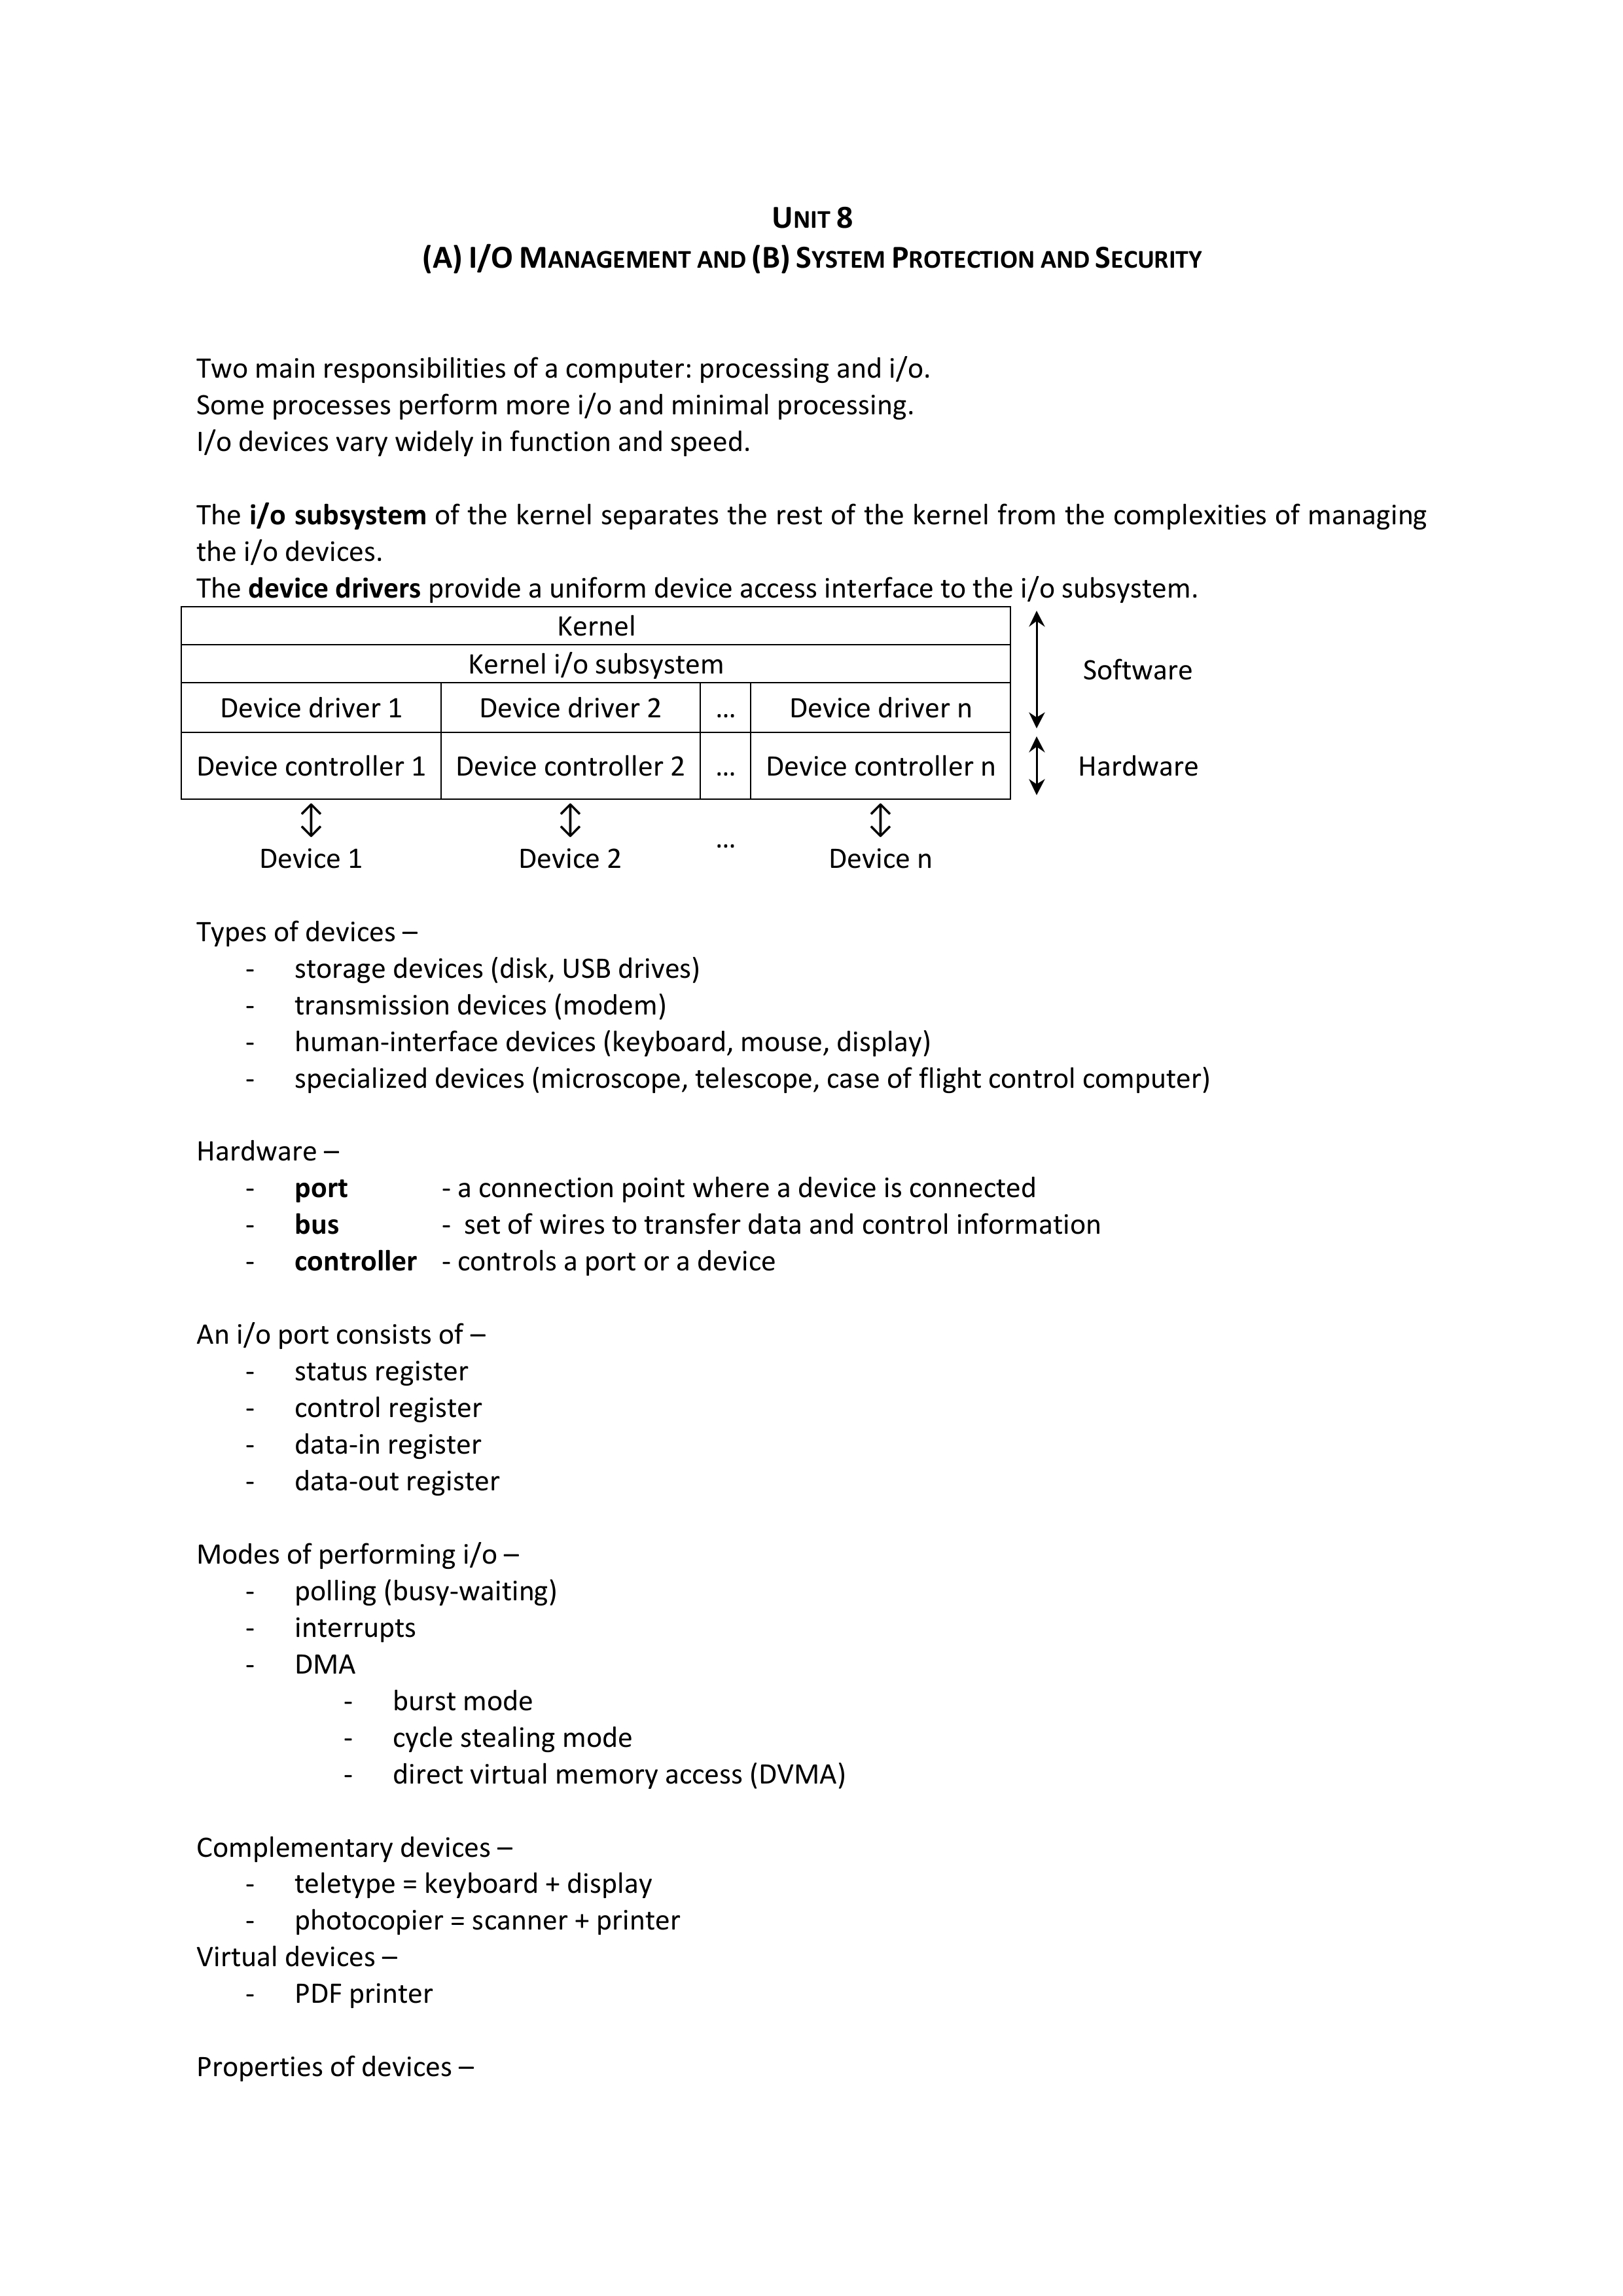 UNIT 8
(A) I/O MANAGEMENT AND (B) SYSTEM PROTECTION AND SECURITY
Two main responsibilities of a computer: processing and i/o.
Some processes perform more i/o and minimal processing.
I/o devices vary widely in function and speed.
The i/o subsystem of the kernel separates the rest of the kernel from the complexities of managing
the i/o devices.
The device drivers provide a uniform device access interface to the i/o subsystem.
Kernel
Kernel i/o subsystem
Software
Device driver 1 Device driver 2 ... Device driver n
Device controller 1 Device controller 2 ... Device controller n Hardware
Device 1 Device 2 ... Device n
Types of devices –
- storage devices (disk, USB drives)
- transmission devices (modem)
- human-interface devices (keyboard, mouse, display)
- specialized devices (microscope, telescope, case of flight control computer)
Hardware –
- port - a connection point where a device is connected
- bus - set of wires to transfer data and control information
- controller - controls a port or a device
An i/o port consists of –
- status register
- control register
- data-in register
- data-out register
Modes of performing i/o –
- polling (busy-waiting)
- interrupts
- DMA
- burst mode
- cycle stealing mode
- direct virtual memory access (DVMA)
Complementary devices –
- teletype = keyboard + display
- photocopier = scanner + printer
Virtual devices –
- PDF printer
Properties of devices –